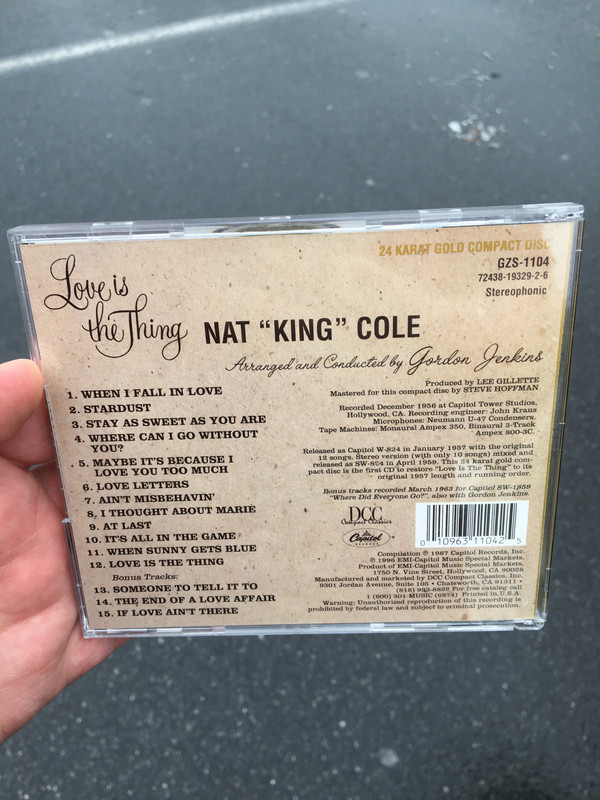 24 KARAT GOLD COMPACT DISC
GZS-1104
72438-19329-2-6
Stereophonic
Love is
the Thing
NAT "KING" COLE
Arranged and Conducted by Gordon Jenkins
1. WHEN I FALL IN LOVE
2. STARDUST
3. STAY AS SWEET AS YOU ARE
4. WHERE CAN I GO WITHOUT
YOU?
5. MAYBE IT'S BECAUSE I
LOVE YOU TOO MUCH
6. LOVE LETTERS
7. AIN'T MISBEHAVIN'
8. I THOUGHT ABOUT MARIE
9. AT LAST
10. IT'S ALL IN THE GAME
11. WHEN SUNNY GETS BLUE
12. LOVE IS THE THING
Bonus Tracks:
13. SOMEONE TO TELL IT TO
14. THE END OF A LOVE AFFAIR
15. IF LOVE AIN'T THERE
Produced by LEE GILLETTE
Mastered for this compact disc by STEVE HOFFMAN
Recorded December 1956 at Capitol Tower Studios,
Hollywood, CA. Recording engineer: John Kraus
Microphones: Neumann U-47 Condensers.
Tape Machines: Monaural Ampex 350, Binaural 3-Track
Ampex 300-3C.
Released as Capitol W-824 in January 1957 with the original
12 songs. Stereo version (with only 10 songs) mixed and
released as SW-824 in April 1959. This 24 karat gold com-
pact disc is the first CD to restore "Love Is The Thing" to its
original 1957 length and running order.
Bonus tracks recorded March 1963 for Capitol SW-1859
"Where Did Everyone Go?", also with Gordon Jenkins.
DCC
Compact Classics
Capitol
RECORDS
0 10963 11042 5
Compilation ℗ 1987 Capitol Records, Inc.
© 1996 EMI-Capitol Music Special Markets.
Product of EMI-Capitol Music Special Markets,
1750 N. Vine Street, Hollywood, CA 90028
Manufactured and marketed by DCC Compact Classics, Inc.
9301 Jordan Avenue, Suite 105 • Chatsworth, CA 91311 •
(818) 993-8822 For free catalog call
1 (800) 301-MUSIC (6874) Printed in U.S.A.
Warning: Unauthorized reproduction of this recording is
prohibited by federal law and subject to criminal prosecution.